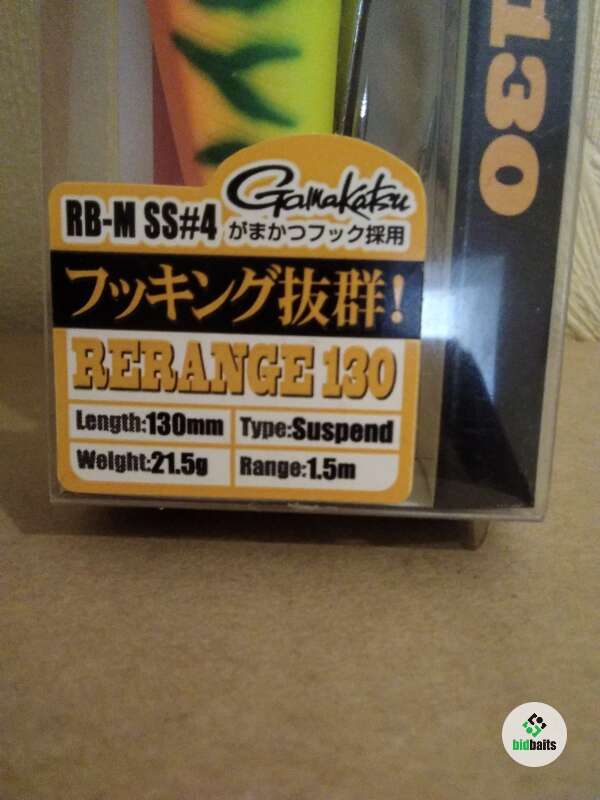 130
Gamakatsu
RB-M SS#4
がまかつフック採用
フッキング抜群!
RERANGE 130
Length:130mm
Type:Suspend
Weight:21.5g
Range:1.5m
bidbaits